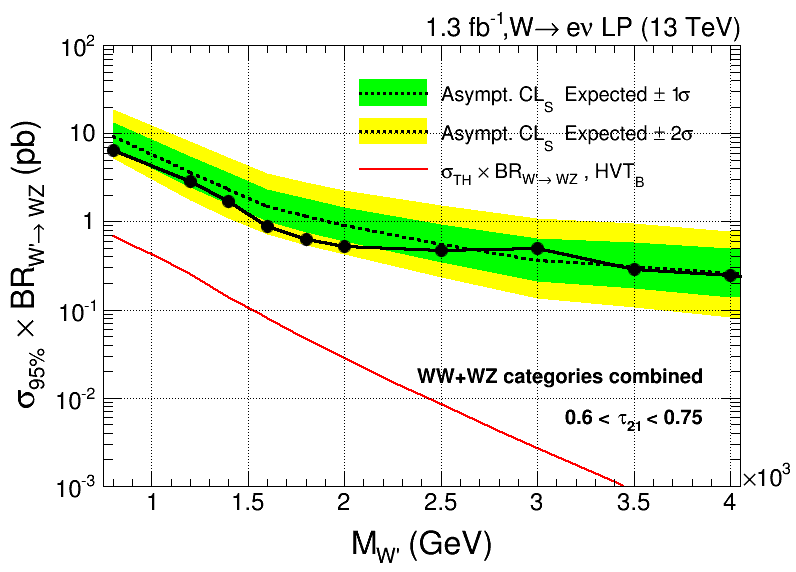 1.3 fb⁻¹,W→ eν LP (13 TeV)
σ₉₅% × BR_W'→ WZ (pb)
10²
10
1
10⁻¹
10⁻²
10⁻³
Asympt. CL_S Expected ± 1σ
Asympt. CL_S Expected ± 2σ
σ_TH × BR_W'→ WZ , HVT_B
WW+WZ categories combined
0.6 < τ₂₁ < 0.75
1 1.5 2 2.5 3 3.5 4 ×10³
M_W' (GeV)